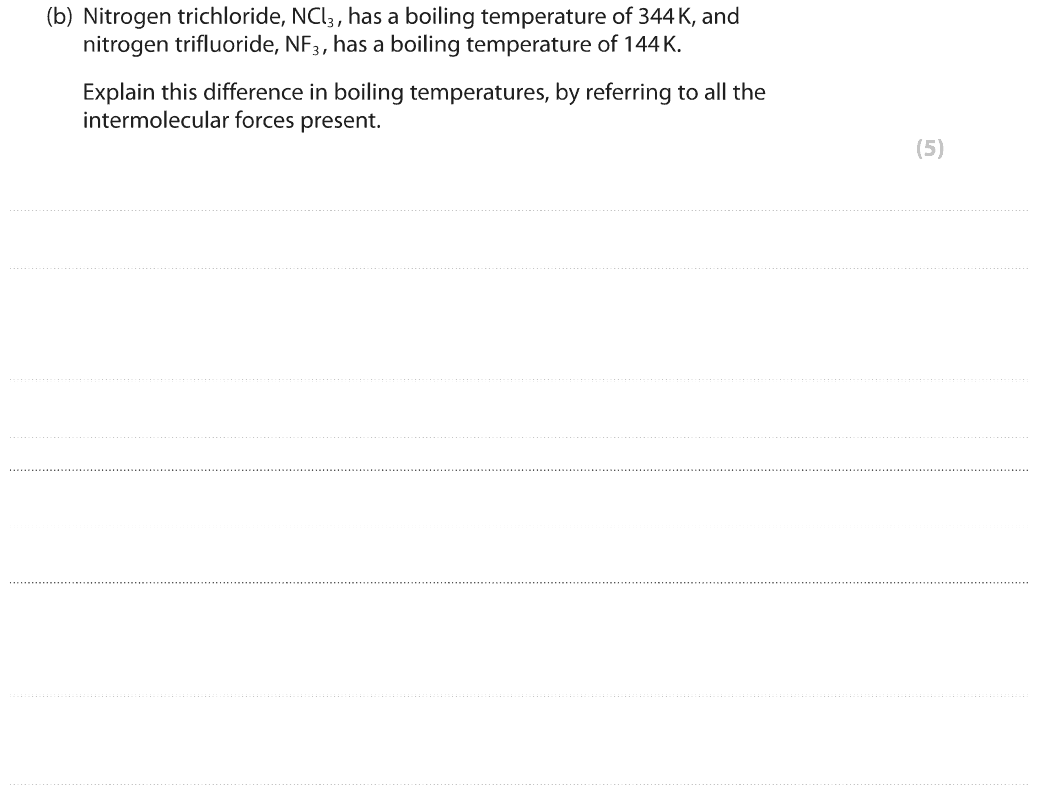 (b) Nitrogen trichloride, NCl₃, has a boiling temperature of 344 K, and
nitrogen trifluoride, NF₃, has a boiling temperature of 144 K.
Explain this difference in boiling temperatures, by referring to all the
intermolecular forces present.
(5)